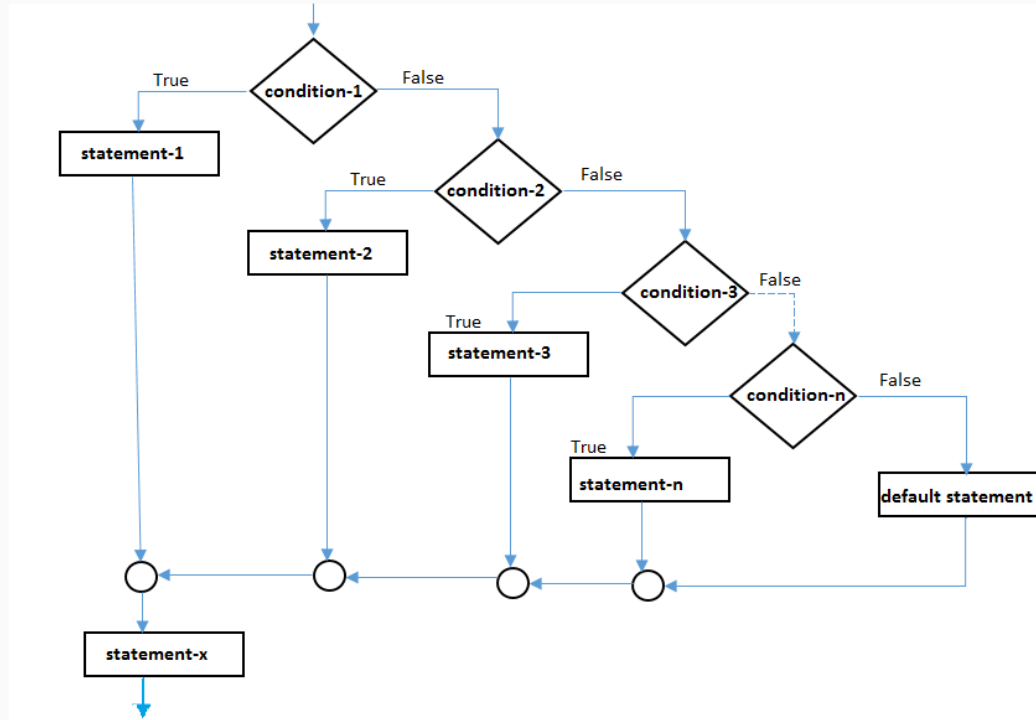 True
False
condition-1
statement-1
True
False
condition-2
statement-2
False
condition-3
True
statement-3
False
condition-n
True
statement-n
default statement
statement-x